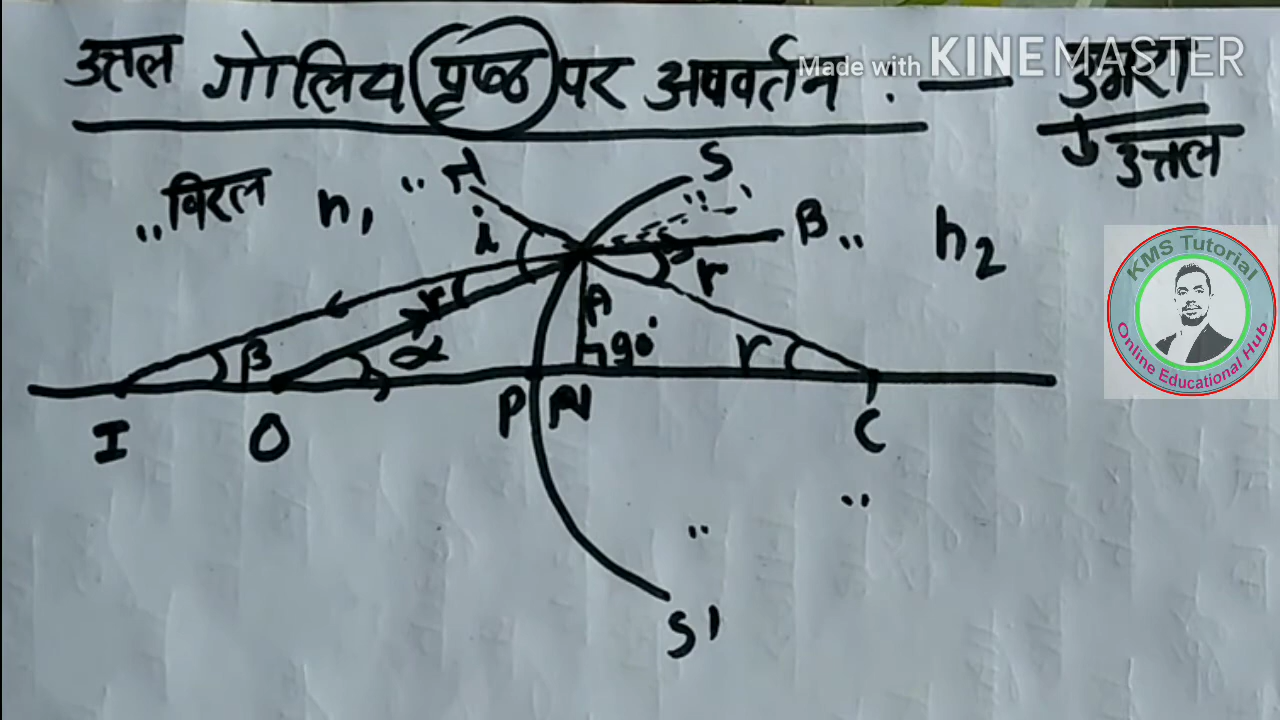 उत्तल गोलिय पृष्ठ पर अपवर्तन :—
Made with KINEMASTER
उभरा
उत्तल
विरल n₁
A
S
i
B
n₂
r
r
A
β
α
90°
r
I
O
P
N
C
S'
KMS Tutorial
Online Educational Hub